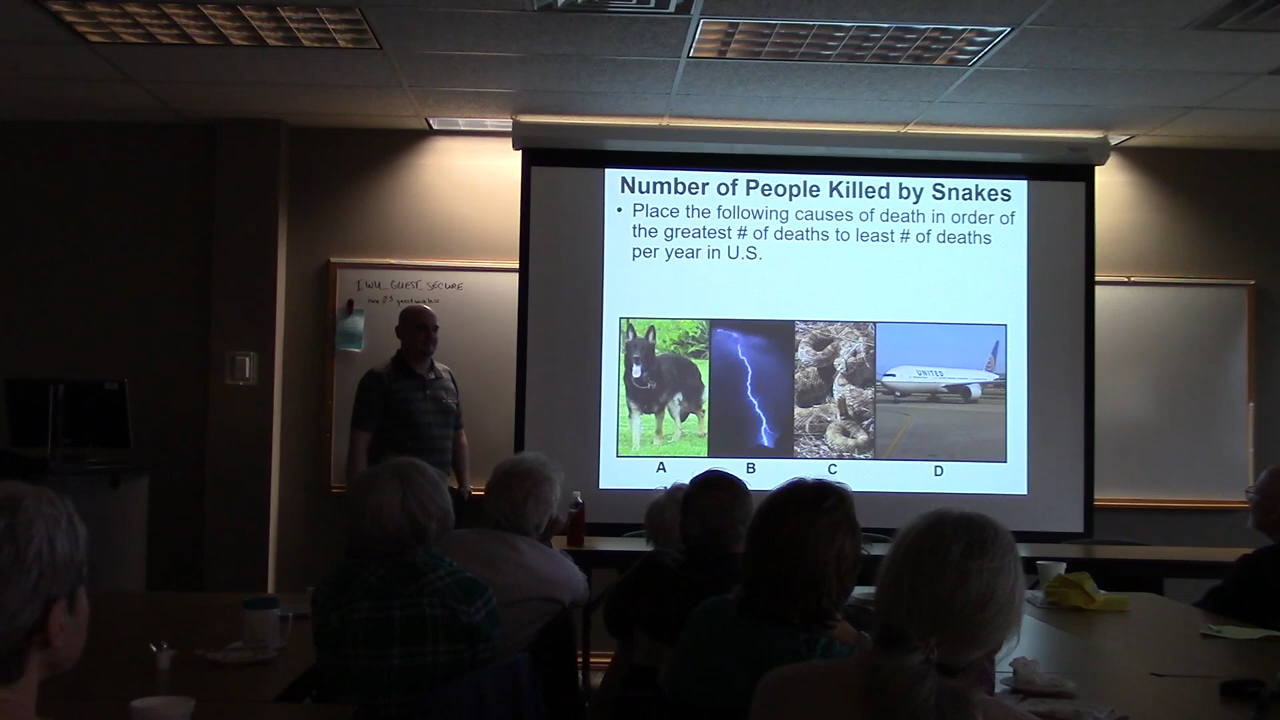 Number of People Killed by Snakes
• Place the following causes of death in order of
the greatest # of deaths to least # of deaths
per year in U.S.
UNITED
A B C D
IWU_GUEST_SECURE